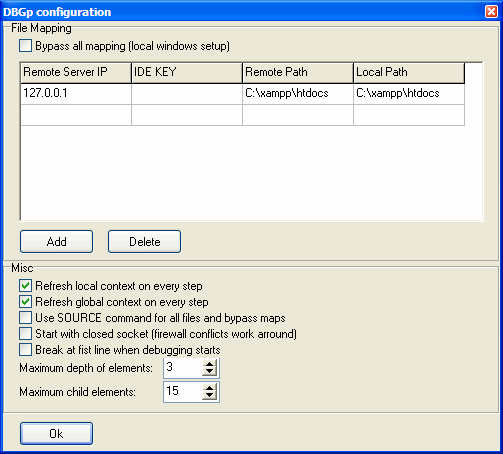 DBGp configuration
File Mapping
Bypass all mapping (local windows setup)
Remote Server IP IDE KEY Remote Path Local Path
127.0.0.1 C:\xampp\htdocs C:\xampp\htdocs
Add Delete
Misc
Refresh local context on every step
Refresh global context on every step
Use SOURCE command for all files and bypass maps
Start with closed socket (firewall conflicts work arround)
Break at fist line when debugging starts
Maximum depth of elements: 3
Maximum child elements: 15
Ok